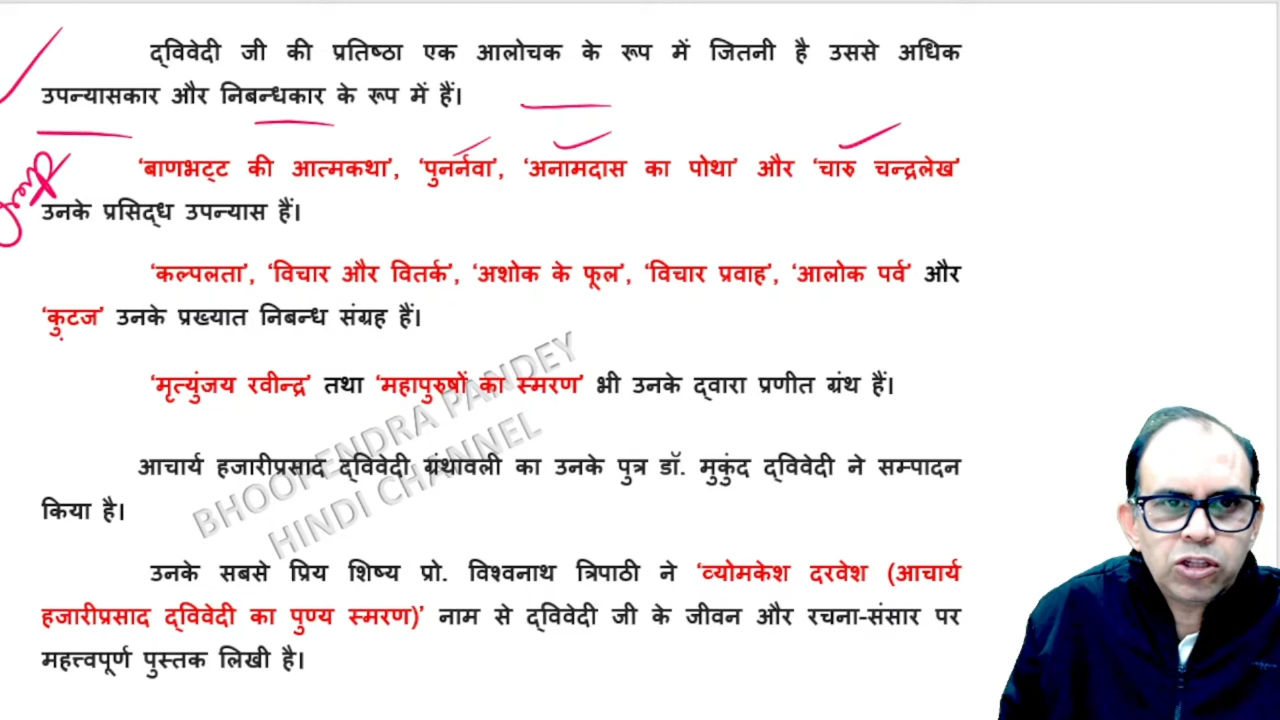 द्विवेदी जी की प्रतिष्ठा एक आलोचक के रूप में जितनी है उससे अधिक
उपन्यासकार और निबन्धकार के रूप में हैं।
‘बाणभट्ट की आत्मकथा’, ‘पुनर्नवा’, ‘अनामदास का पोथा’ और ‘चारु चन्द्रलेख’
उनके प्रसिद्ध उपन्यास हैं।
‘कल्पलता’, ‘विचार और वितर्क’, ‘अशोक के फूल’, ‘विचार प्रवाह’, ‘आलोक पर्व’ और
‘कुटज’ उनके प्रख्यात निबन्ध संग्रह हैं।
‘मृत्युंजय रवीन्द्र’ तथा ‘महापुरुषों का स्मरण’ भी उनके द्वारा प्रणीत ग्रंथ हैं।
आचार्य हजारीप्रसाद द्विवेदी ग्रंथावली का उनके पुत्र डॉ. मुकुंद द्विवेदी ने सम्पादन
किया है।
उनके सबसे प्रिय शिष्य प्रो. विश्वनाथ त्रिपाठी ने ‘व्योमकेश दरवेश (आचार्य
हजारीप्रसाद द्विवेदी का पुण्य स्मरण)’ नाम से द्विवेदी जी के जीवन और रचना-संसार पर
महत्त्वपूर्ण पुस्तक लिखी है।
BHOOPENDRA PANDEY
HINDI CHANNEL